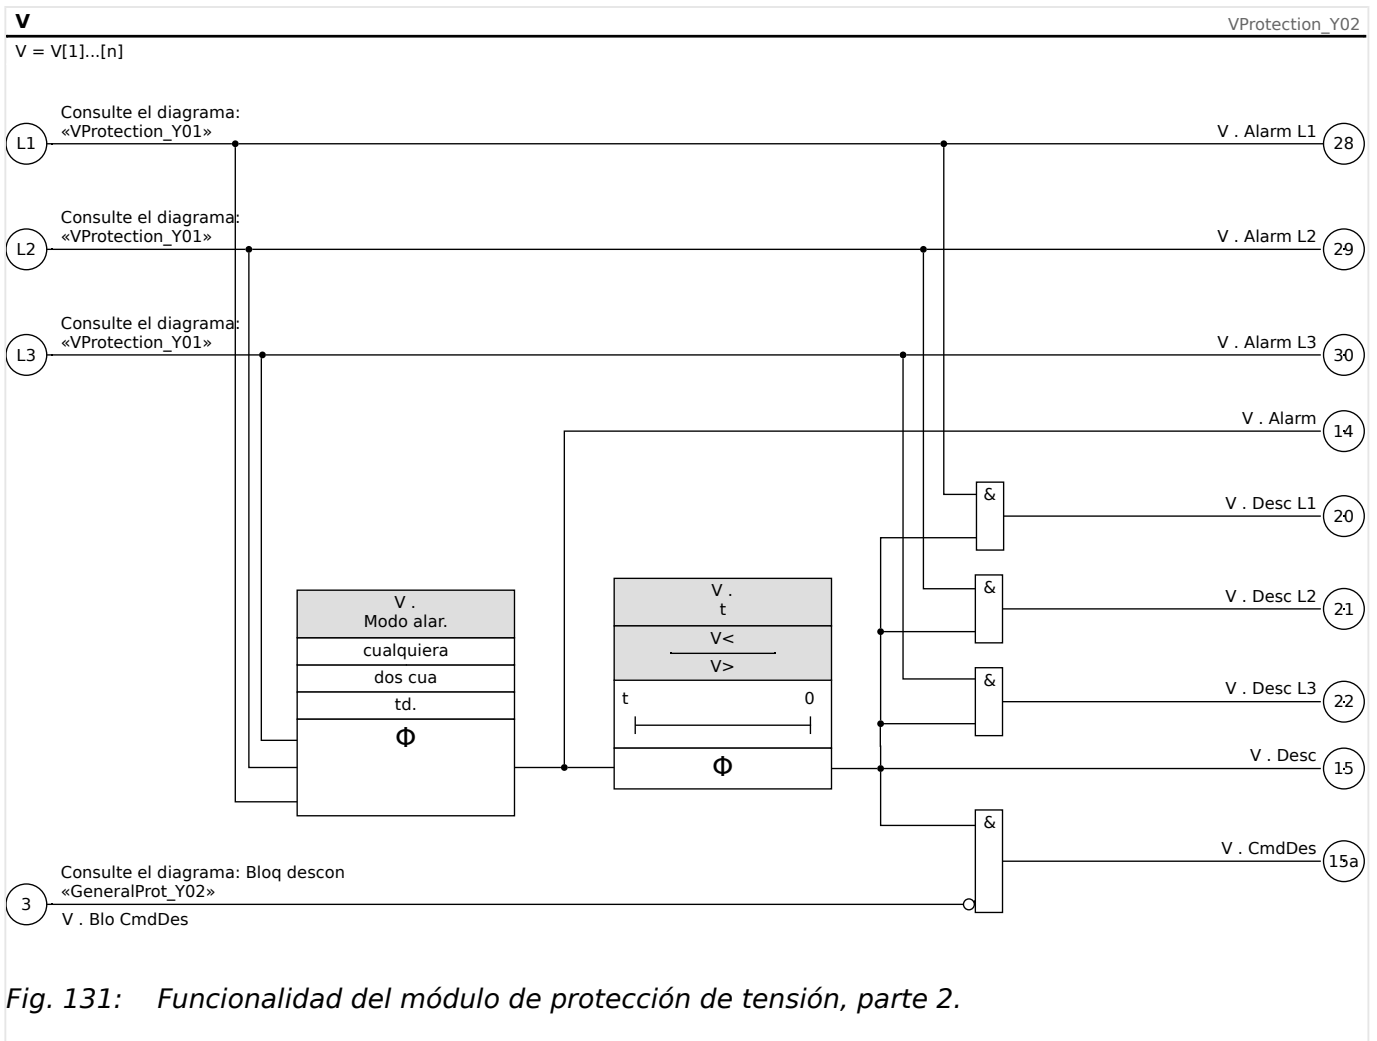 V
VProtection_Y02
V = V[1]...[n]
Consulte el diagrama:
«VProtection_Y01»
L1
V . Alarm L1
28
Consulte el diagrama:
«VProtection_Y01»
L2
V . Alarm L2
29
Consulte el diagrama:
«VProtection_Y01»
L3
V . Alarm L3
30
V . Alarm
14
&
V . Desc L1
20
&
V . Desc L2
21
&
V . Desc L3
22
V .
Modo alar.
cualquiera
dos cua
td.
Φ
V .
t
V<
V>
t 0
Φ
V . Desc
15
&
V . CmdDes
15a
Consulte el diagrama: Bloq descon
«GeneralProt_Y02»
3
V . Blo CmdDes
Fig. 131: Funcionalidad del módulo de protección de tensión, parte 2.